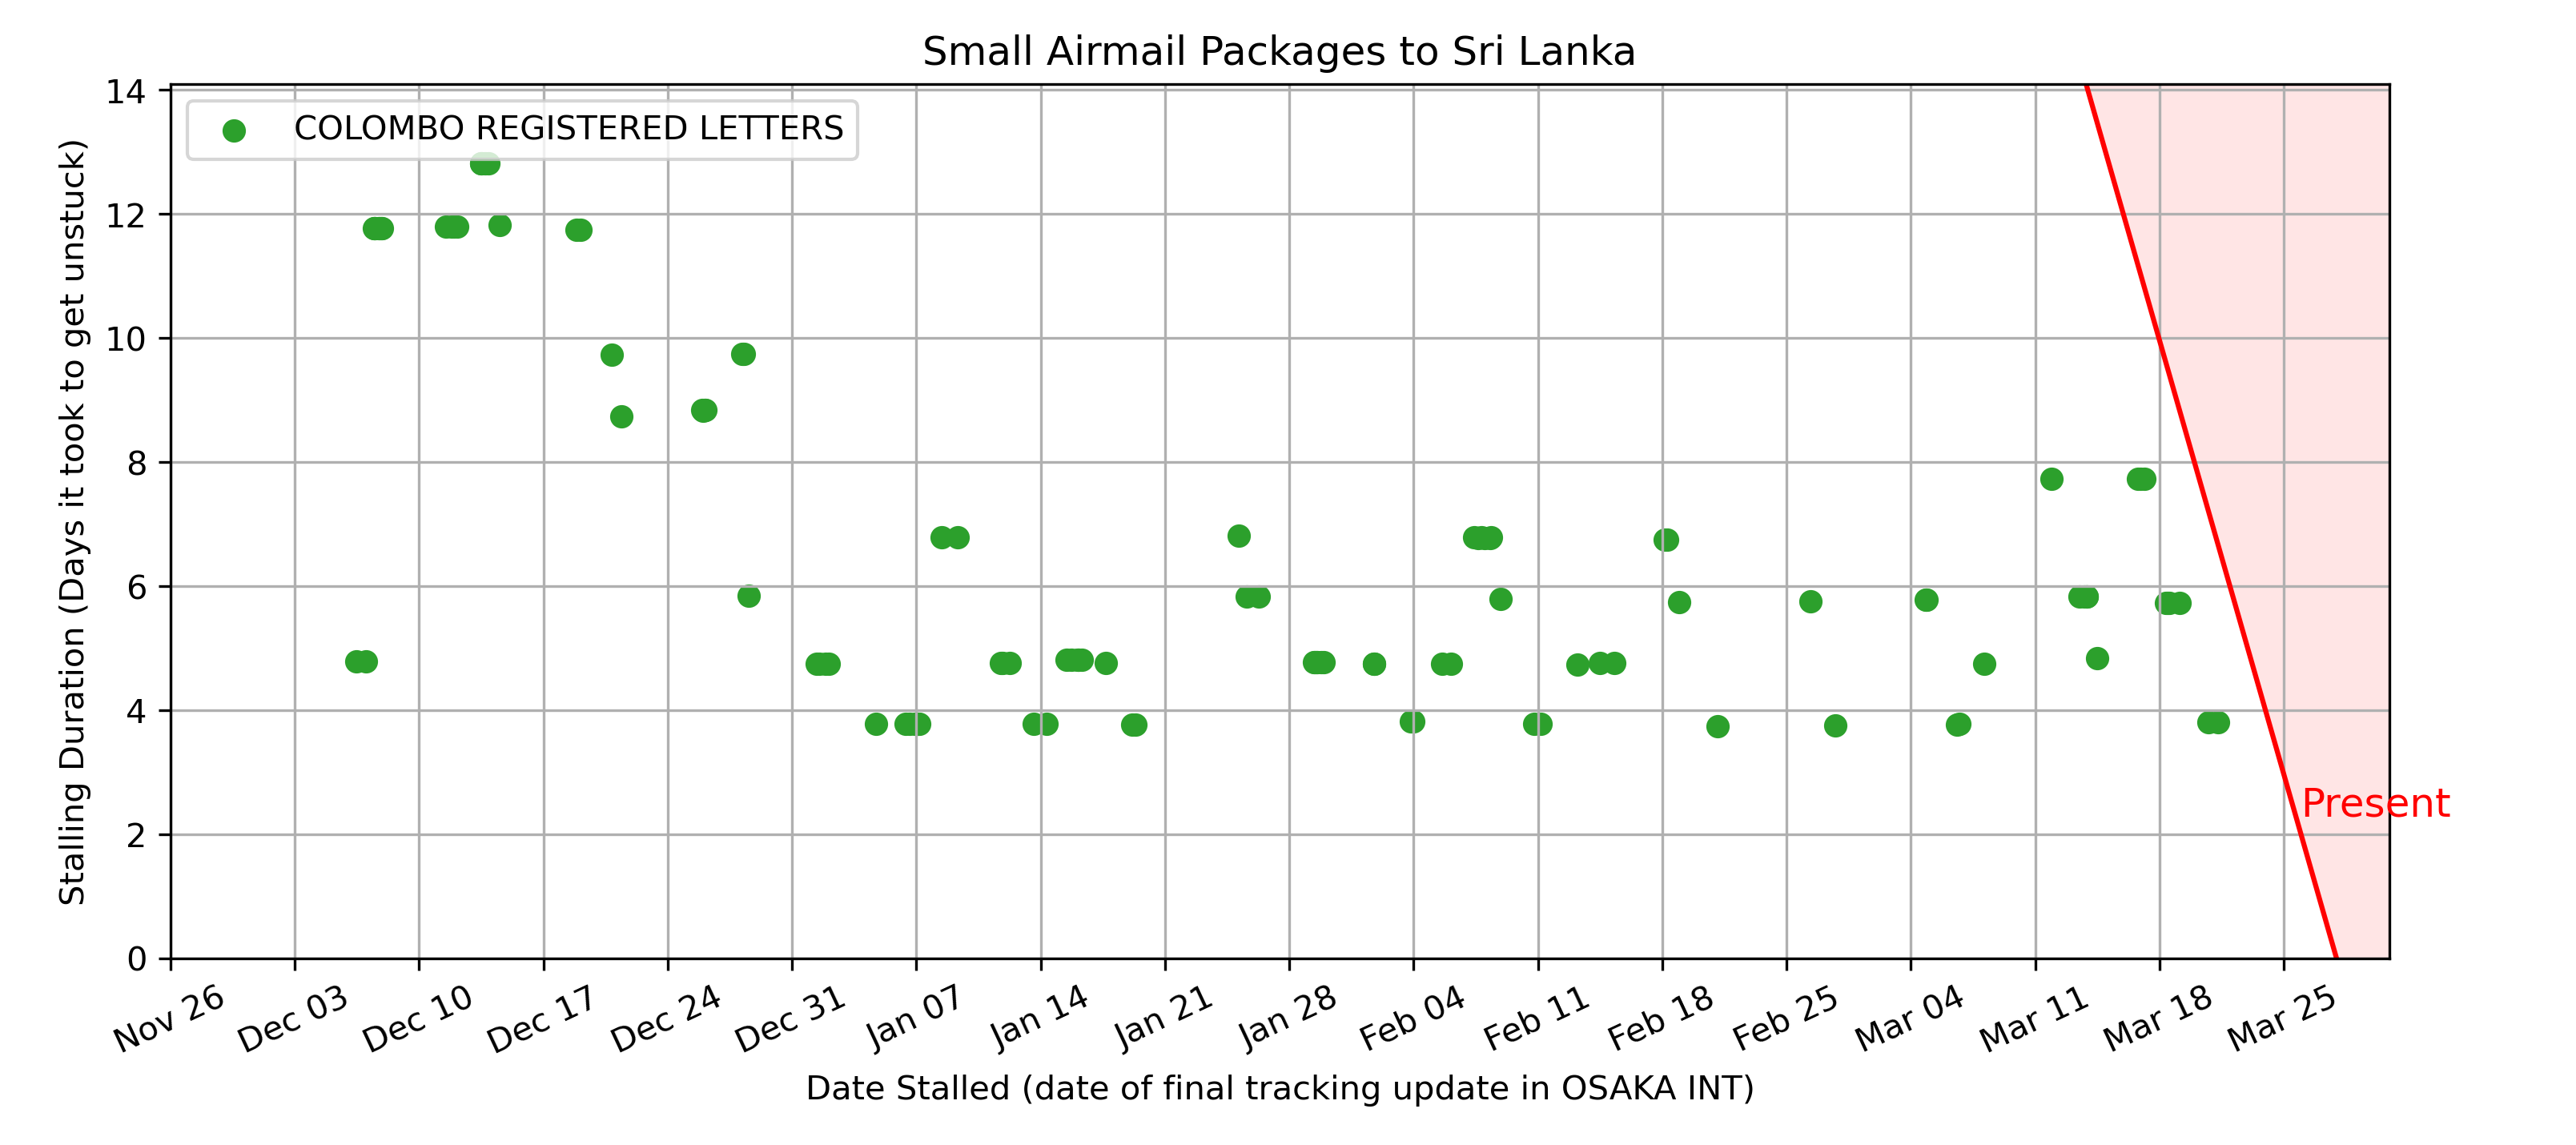 Small Airmail Packages to Sri Lanka
COLOMBO REGISTERED LETTERS
Stalling Duration (Days it took to get unstuck)
14
12
10
8
6
4
2
0
Present
Nov 26 Dec 03 Dec 10 Dec 17 Dec 24 Dec 31 Jan 07 Jan 14 Jan 21 Jan 28 Feb 04 Feb 11 Feb 18 Feb 25 Mar 04 Mar 11 Mar 18 Mar 25
Date Stalled (date of final tracking update in OSAKA INT)